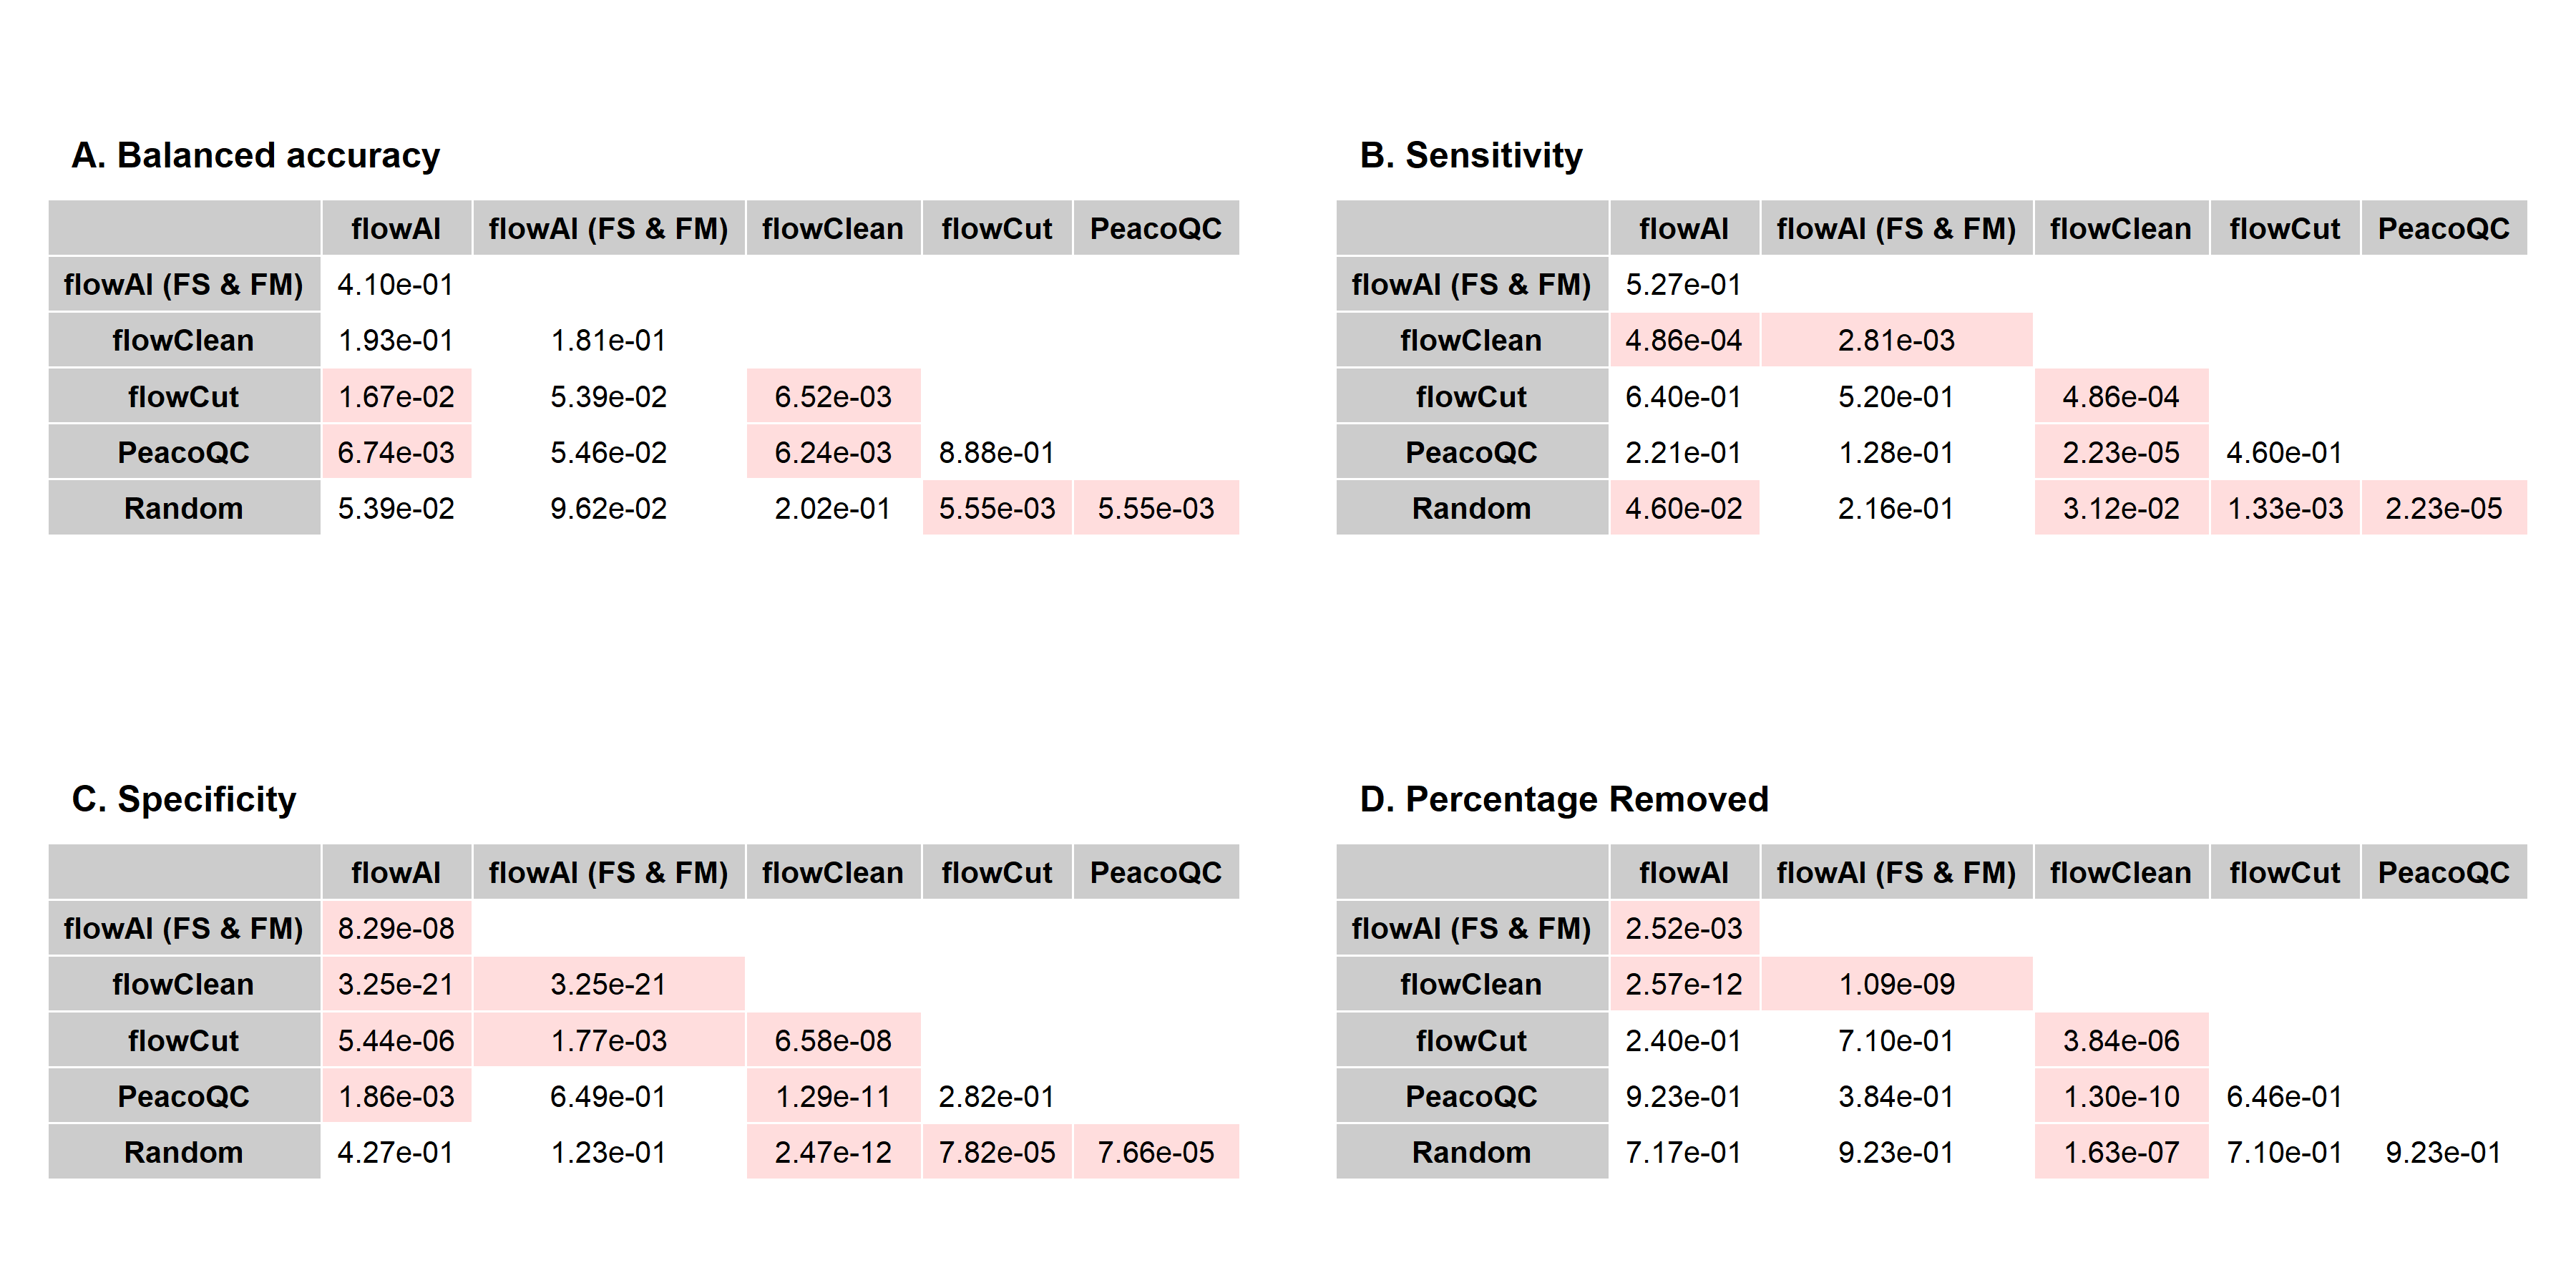 A. Balanced accuracy
flowAI flowAI (FS & FM) flowClean flowCut PeacoQC
flowAI (FS & FM) 4.10e-01
flowClean 1.93e-01 1.81e-01
flowCut 1.67e-02 5.39e-02 6.52e-03
PeacoQC 6.74e-03 5.46e-02 6.24e-03 8.88e-01
Random 5.39e-02 9.62e-02 2.02e-01 5.55e-03 5.55e-03
B. Sensitivity
flowAI flowAI (FS & FM) flowClean flowCut PeacoQC
flowAI (FS & FM) 5.27e-01
flowClean 4.86e-04 2.81e-03
flowCut 6.40e-01 5.20e-01 4.86e-04
PeacoQC 2.21e-01 1.28e-01 2.23e-05 4.60e-01
Random 4.60e-02 2.16e-01 3.12e-02 1.33e-03 2.23e-05
C. Specificity
flowAI flowAI (FS & FM) flowClean flowCut PeacoQC
flowAI (FS & FM) 8.29e-08
flowClean 3.25e-21 3.25e-21
flowCut 5.44e-06 1.77e-03 6.58e-08
PeacoQC 1.86e-03 6.49e-01 1.29e-11 2.82e-01
Random 4.27e-01 1.23e-01 2.47e-12 7.82e-05 7.66e-05
D. Percentage Removed
flowAI flowAI (FS & FM) flowClean flowCut PeacoQC
flowAI (FS & FM) 2.52e-03
flowClean 2.57e-12 1.09e-09
flowCut 2.40e-01 7.10e-01 3.84e-06
PeacoQC 9.23e-01 3.84e-01 1.30e-10 6.46e-01
Random 7.17e-01 9.23e-01 1.63e-07 7.10e-01 9.23e-01